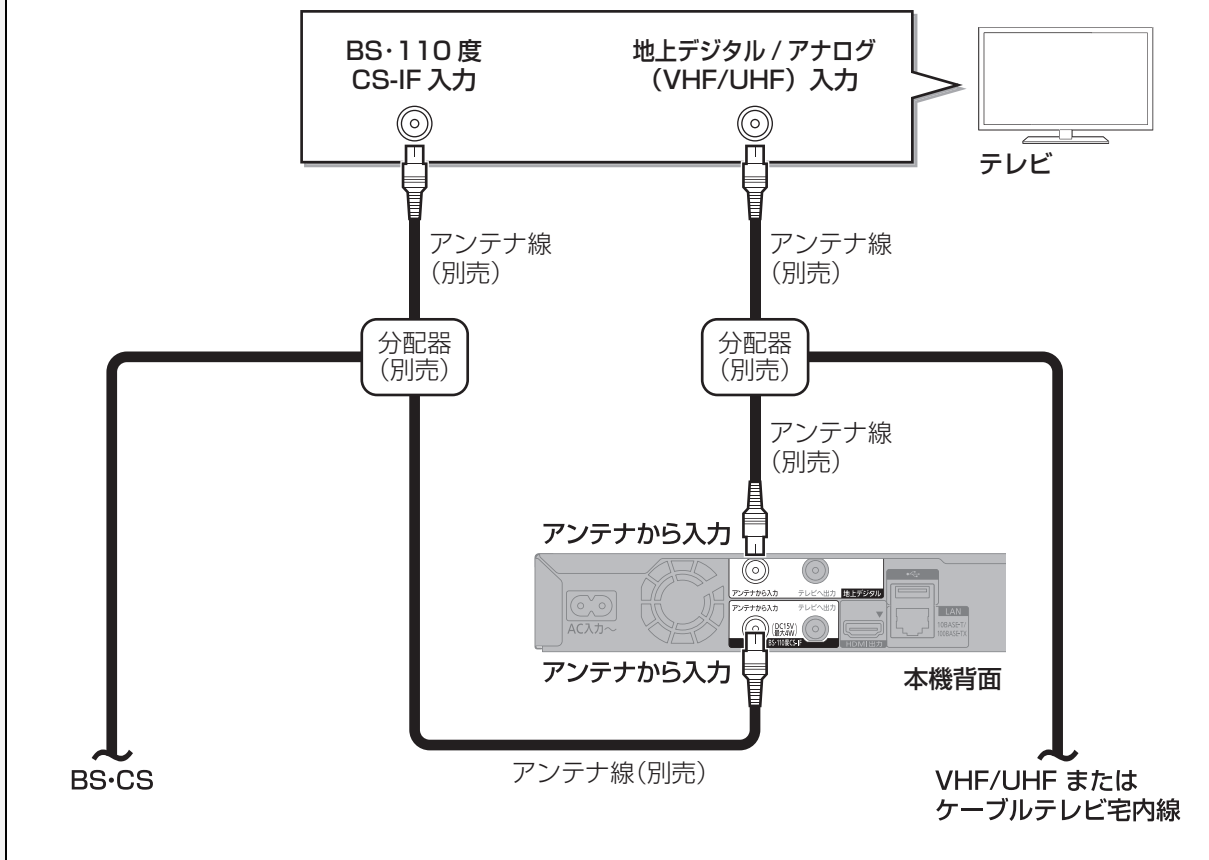 BS・110 度
CS-IF 入力
地上デジタル / アナログ
（VHF/UHF）入力
テレビ
アンテナ線
（別売）
アンテナ線
（別売）
分配器
（別売）
分配器
（別売）
アンテナ線
（別売）
アンテナから入力
アンテナから入力
テレビへ出力
地上デジタル
アンテナから入力
テレビへ出力
AC入力～
DC15V
最大4W
BS・110度CS-IF
HDMI出力
LAN
10BASE-T/
100BASE-TX
アンテナから入力
本機背面
アンテナ線（別売）
BS・CS
VHF/UHF または
ケーブルテレビ宅内線